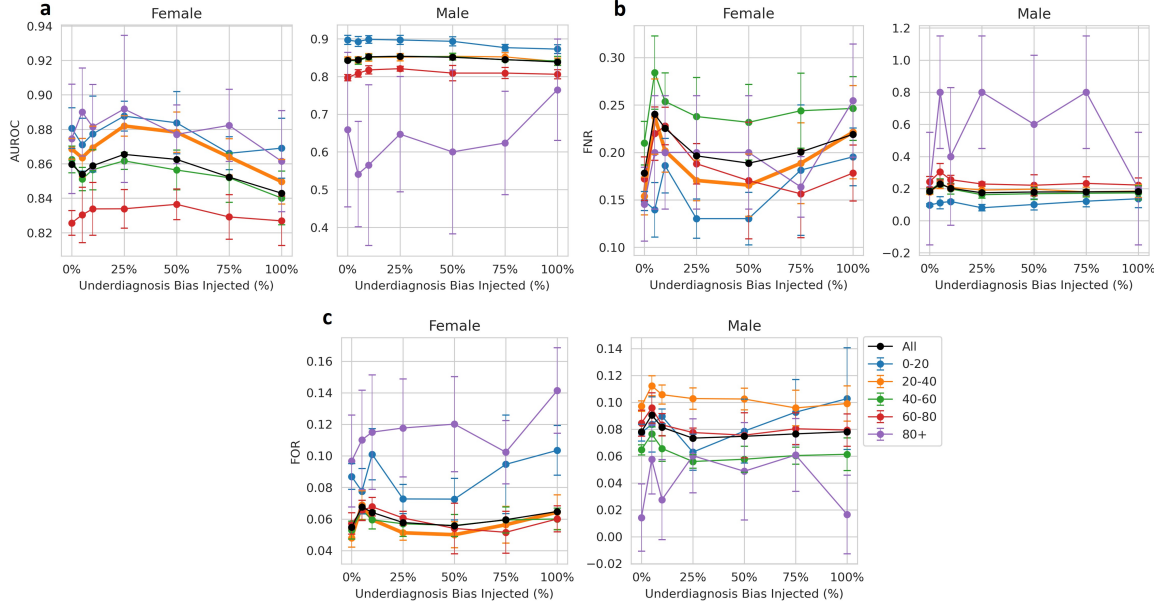 a
Female
Male
0.94
0.92
0.90
0.88
0.86
0.84
0.82
AUROC
0% 10% 25% 50% 75% 100%
Underdiagnosis Bias Injected (%)
0.9
0.8
0.7
0.6
0.5
0.4
0% 10% 25% 50% 75% 100%
Underdiagnosis Bias Injected (%)
b
Female
Male
0.30
0.25
0.20
0.15
0.10
FNR
0% 10% 25% 50% 75% 100%
Underdiagnosis Bias Injected (%)
1.2
1.0
0.8
0.6
0.4
0.2
0.0
−0.2
0% 10% 25% 50% 75% 100%
Underdiagnosis Bias Injected (%)
c
Female
Male
0.16
0.14
0.12
0.10
0.08
0.06
0.04
FOR
0% 10% 25% 50% 75% 100%
Underdiagnosis Bias Injected (%)
0.14
0.12
0.10
0.08
0.06
0.04
0.02
0.00
−0.02
0% 10% 25% 50% 75% 100%
Underdiagnosis Bias Injected (%)
All
0-20
20-40
40-60
60-80
80+